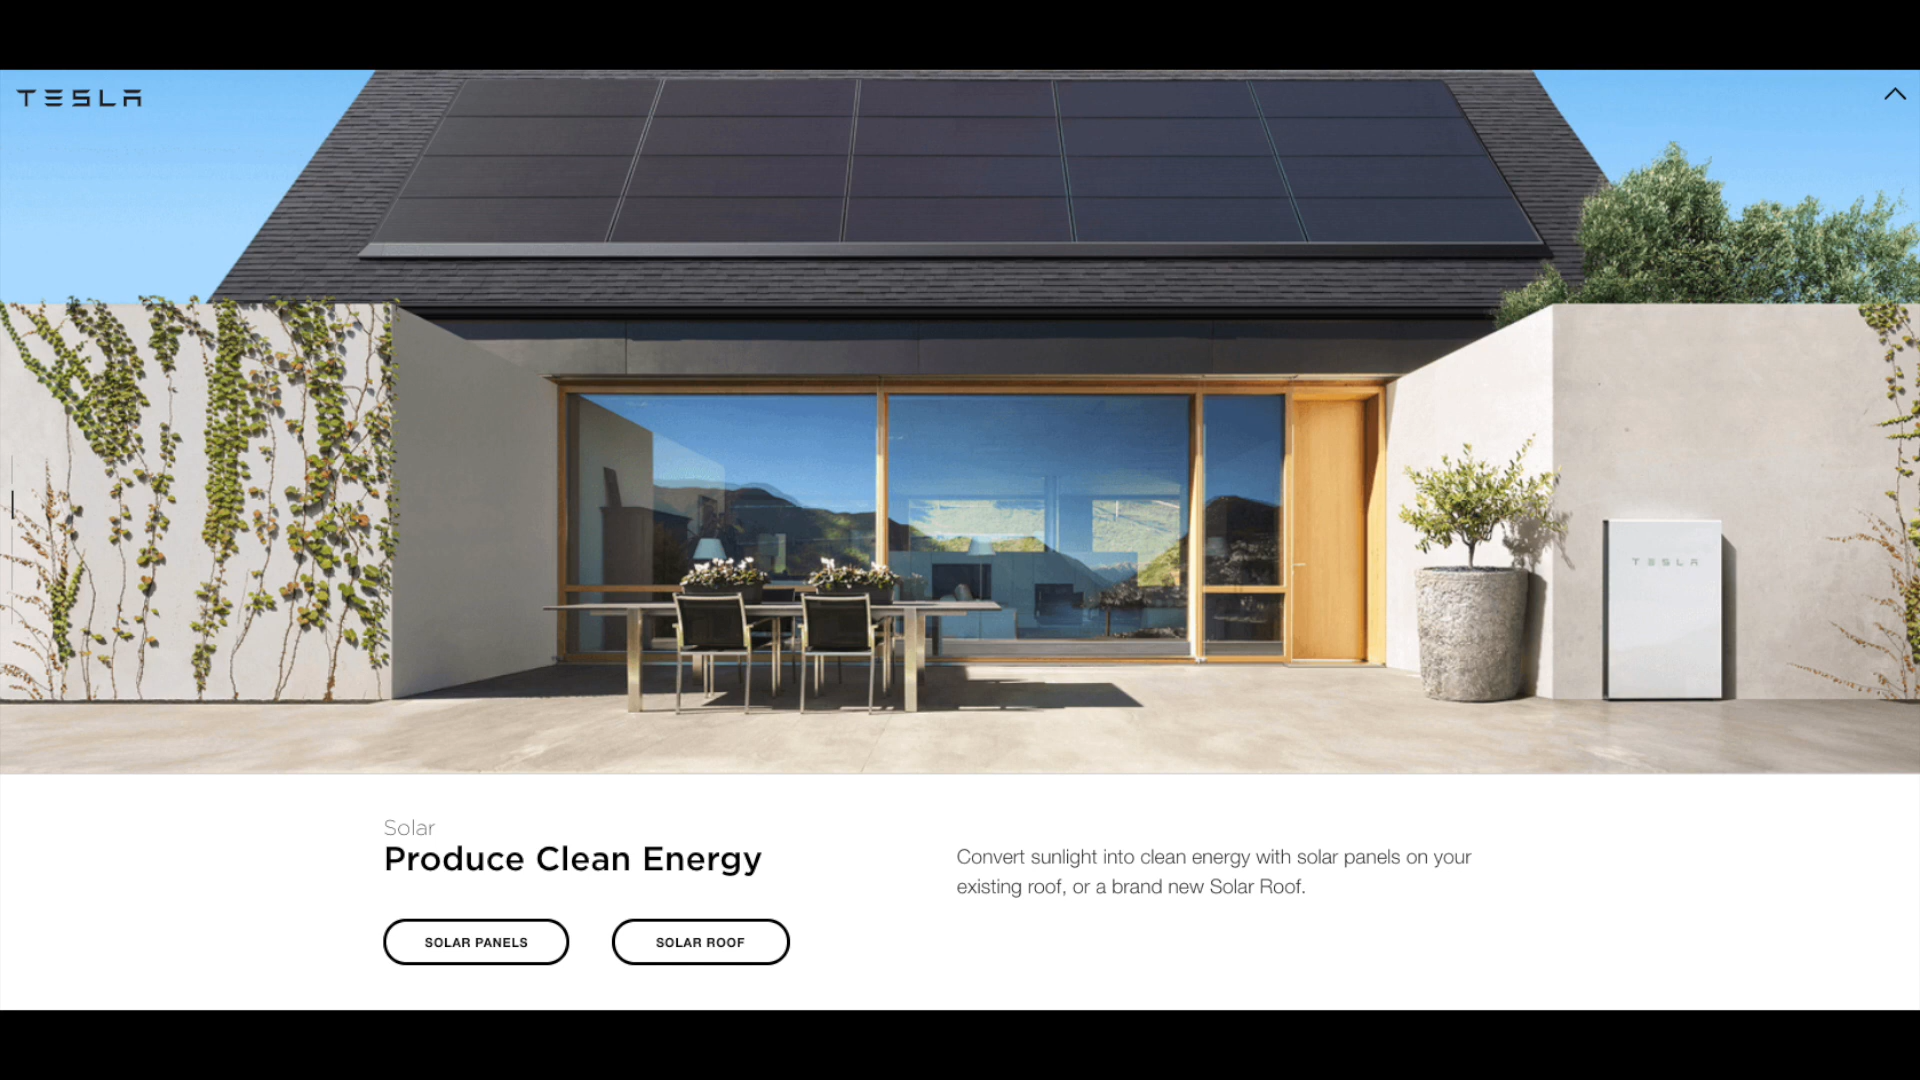 TESLA
TESLA
Solar
Produce Clean Energy
Convert sunlight into clean energy with solar panels on your
existing roof, or a brand new Solar Roof.
SOLAR PANELS
SOLAR ROOF